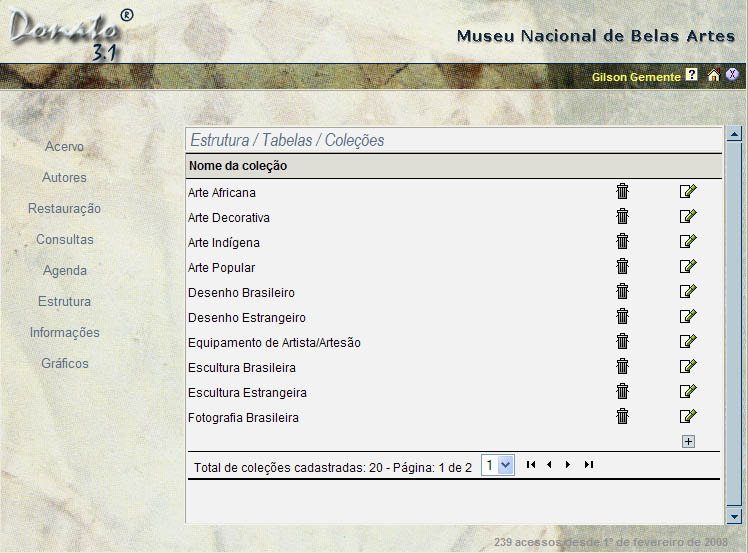 Donato ®
3.1
Museu Nacional de Belas Artes
Gilson Gemente ? X
Acervo
Autores
Restauração
Consultas
Agenda
Estrutura
Informações
Gráficos
Estrutura / Tabelas / Coleções
Nome da coleção
Arte Africana
Arte Decorativa
Arte Indígena
Arte Popular
Desenho Brasileiro
Desenho Estrangeiro
Equipamento de Artista/Artesão
Escultura Brasileira
Escultura Estrangeira
Fotografia Brasileira
+
Total de coleções cadastradas: 20 - Página: 1 de 2 1
239 acessos desde 1º de fevereiro de 2008